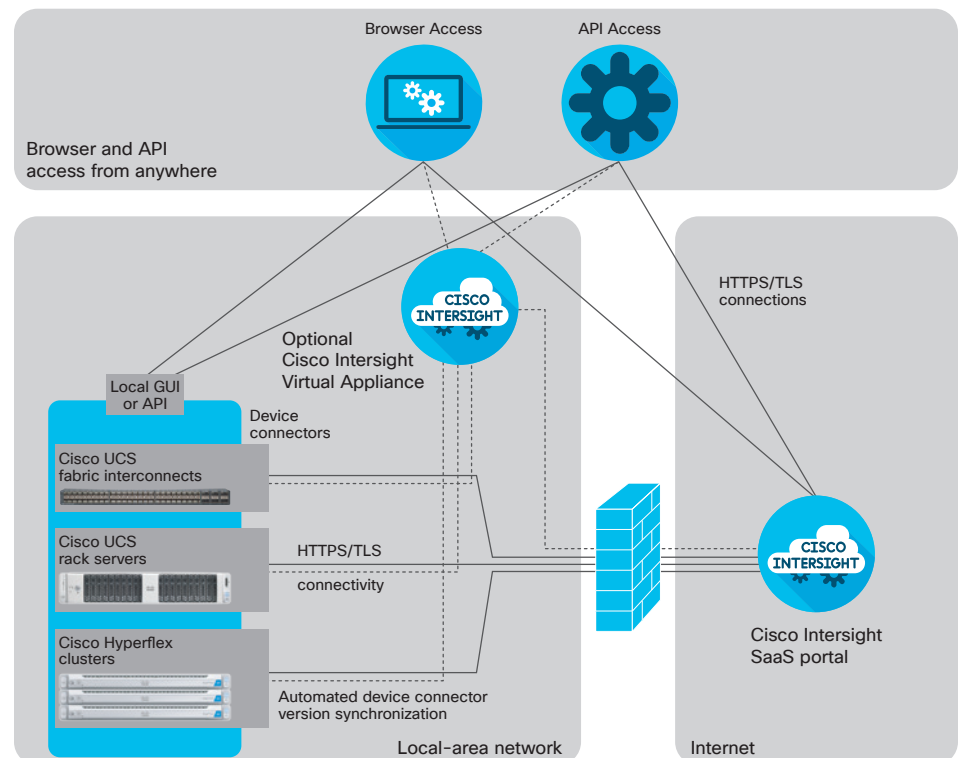 Browser Access
API Access
Browser and API
access from anywhere
HTTPS/TLS
connections
CISCO
INTERSIGHT
Optional
Cisco Intersight
Virtual Appliance
Local GUI
or API
Device
connectors
Cisco UCS
fabric interconnects
Cisco UCS
rack servers
HTTPS/TLS
connectivity
CISCO
INTERSIGHT
Cisco Intersight
SaaS portal
Cisco Hyperflex
clusters
Automated device connector
version synchronization
Local-area network
Internet